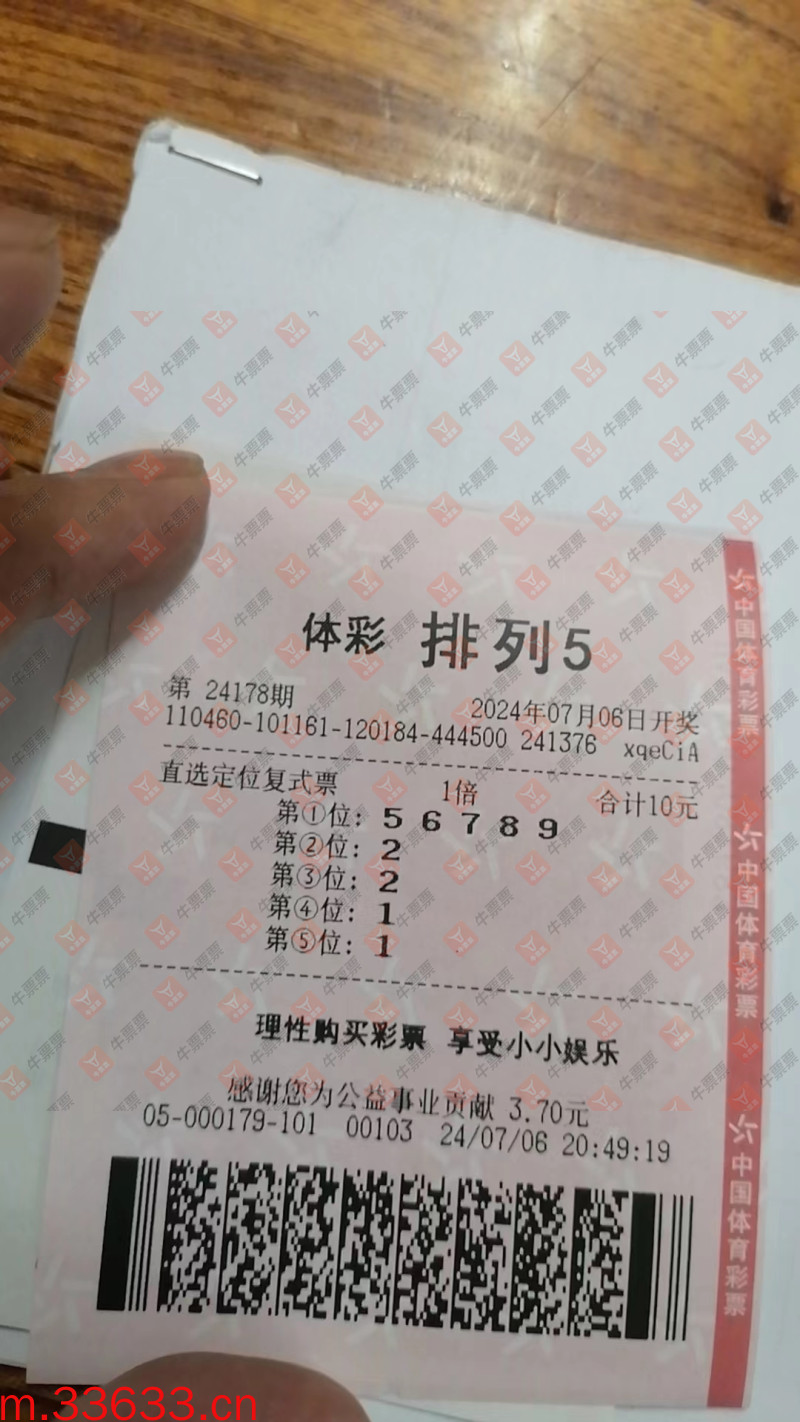 体彩 排列5
第 24178期 2024年07月06日开奖
110460-101161-120184-444500 241376 xqeCiA
直选定位复式票 1倍 合计10元
第①位: 5 6 7 8 9
第②位: 2
第③位: 2
第④位: 1
第⑤位: 1
理性购买彩票 享受小小娱乐
感谢您为公益事业贡献 3.70元
05-000179-101 00103 24/07/06 20:49:19
中国体育彩票
中国体育彩票
中国体育彩票
牛票票
m.33633.cn